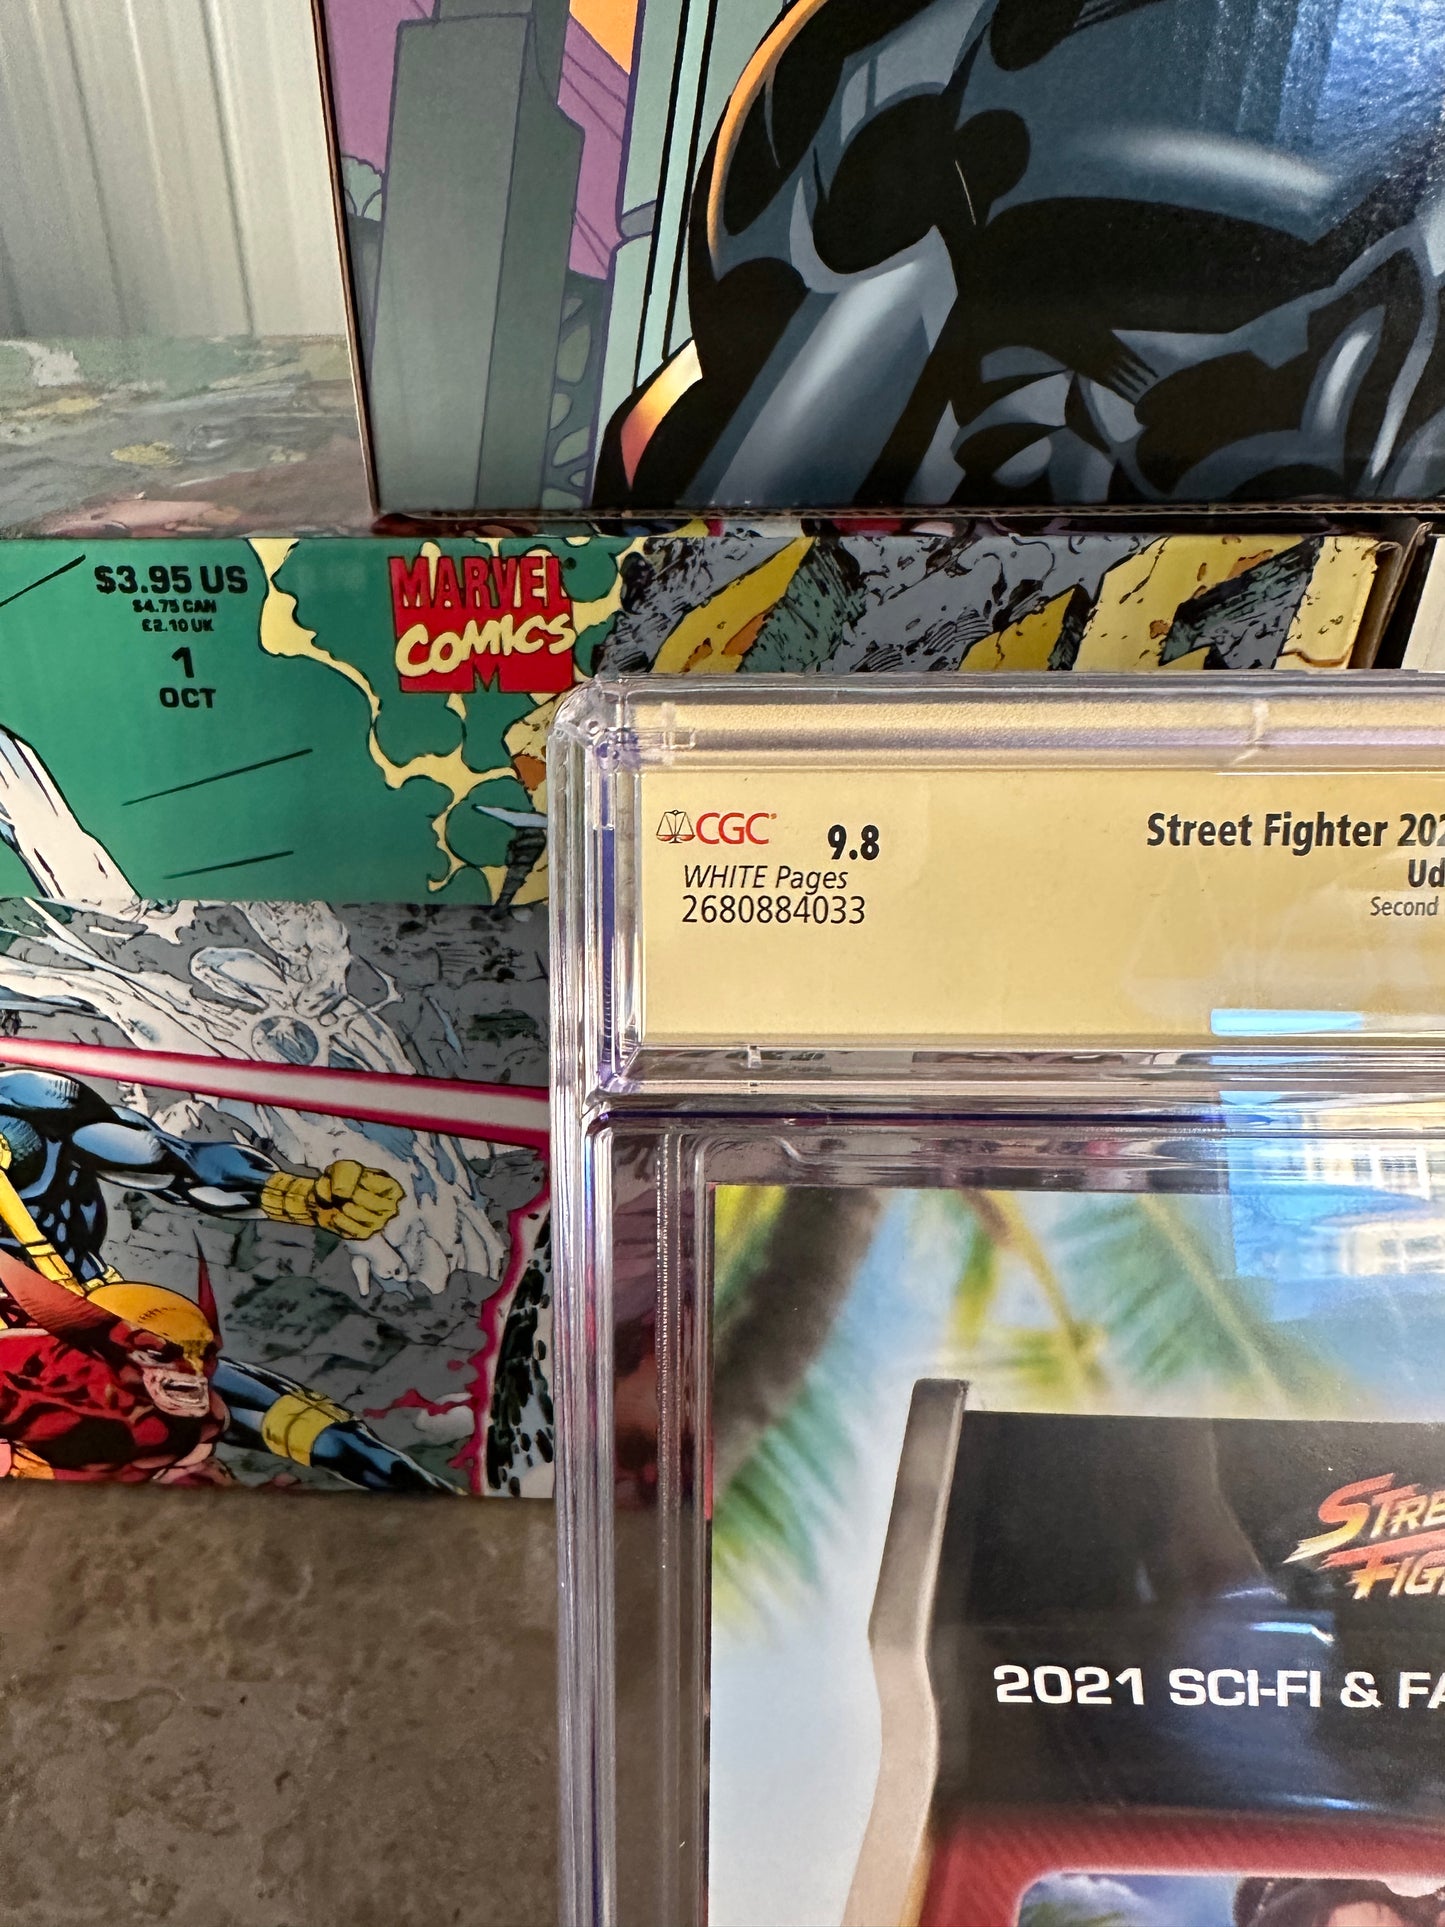 $3.95 US
$4.75 CAN
£2.10 UK
1
OCT
MARVEL
COMICS
M
CGC 9.8
WHITE Pages
2680884033
Street Fighter 202
Ud
Second
STRE
FIG
2021 SCI-FI & FA